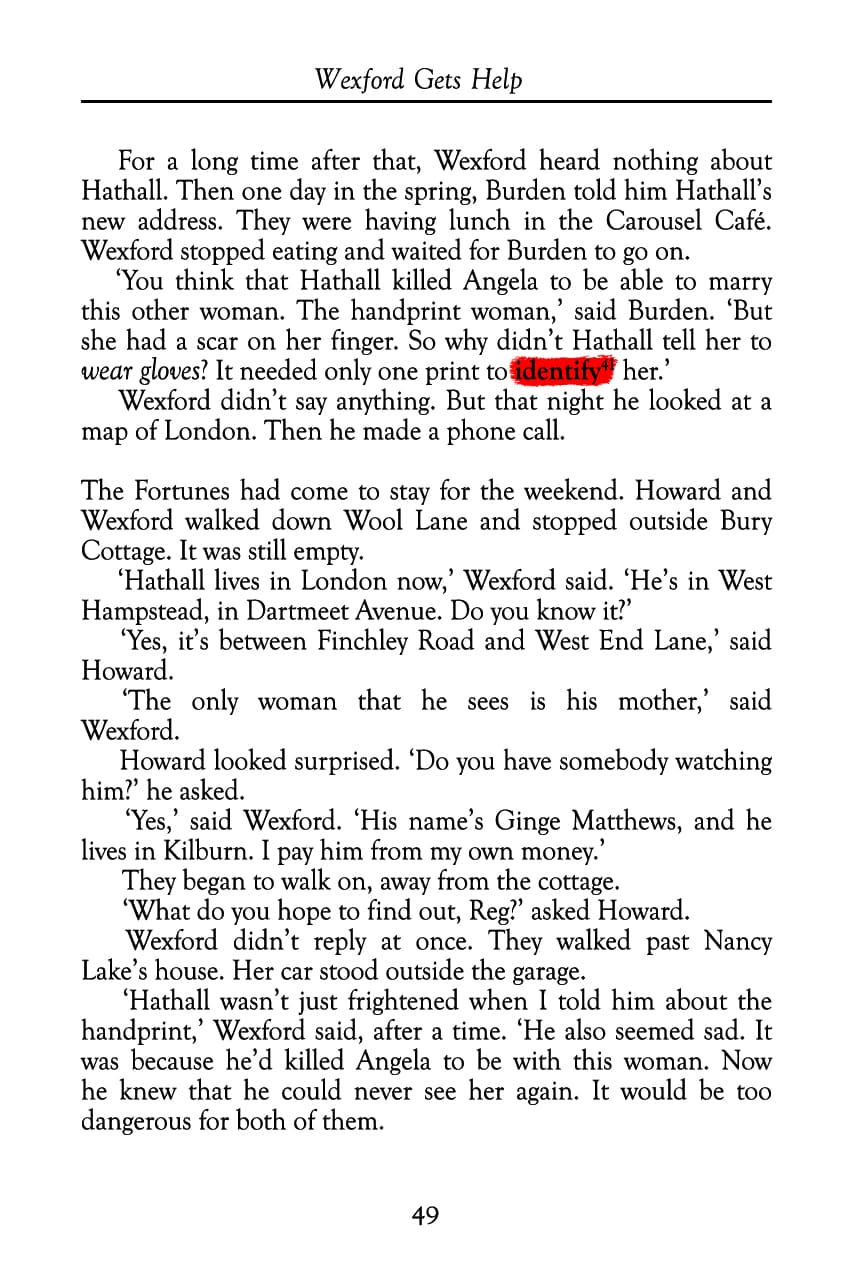 Wexford Gets Help
For a long time after that, Wexford heard nothing about
Hathall. Then one day in the spring, Burden told him Hathall’s
new address. They were having lunch in the Carousel Café.
Wexford stopped eating and waited for Burden to go on.
‘You think that Hathall killed Angela to be able to marry
this other woman. The handprint woman,’ said Burden. ‘But
she had a scar on her finger. So why didn’t Hathall tell her to
wear gloves? It needed only one print to identify⁴¹ her.’
Wexford didn’t say anything. But that night he looked at a
map of London. Then he made a phone call.
The Fortunes had come to stay for the weekend. Howard and
Wexford walked down Wool Lane and stopped outside Bury
Cottage. It was still empty.
‘Hathall lives in London now,’ Wexford said. ‘He’s in West
Hampstead, in Dartmeet Avenue. Do you know it?’
‘Yes, it’s between Finchley Road and West End Lane,’ said
Howard.
‘The only woman that he sees is his mother,’ said
Wexford.
Howard looked surprised. ‘Do you have somebody watching
him?’ he asked.
‘Yes,’ said Wexford. ‘His name’s Ginge Matthews, and he
lives in Kilburn. I pay him from my own money.’
They began to walk on, away from the cottage.
‘What do you hope to find out, Reg?’ asked Howard.
Wexford didn’t reply at once. They walked past Nancy
Lake’s house. Her car stood outside the garage.
‘Hathall wasn’t just frightened when I told him about the
handprint,’ Wexford said, after a time. ‘He also seemed sad. It
was because he’d killed Angela to be with this woman. Now
he knew that he could never see her again. It would be too
dangerous for both of them.
49